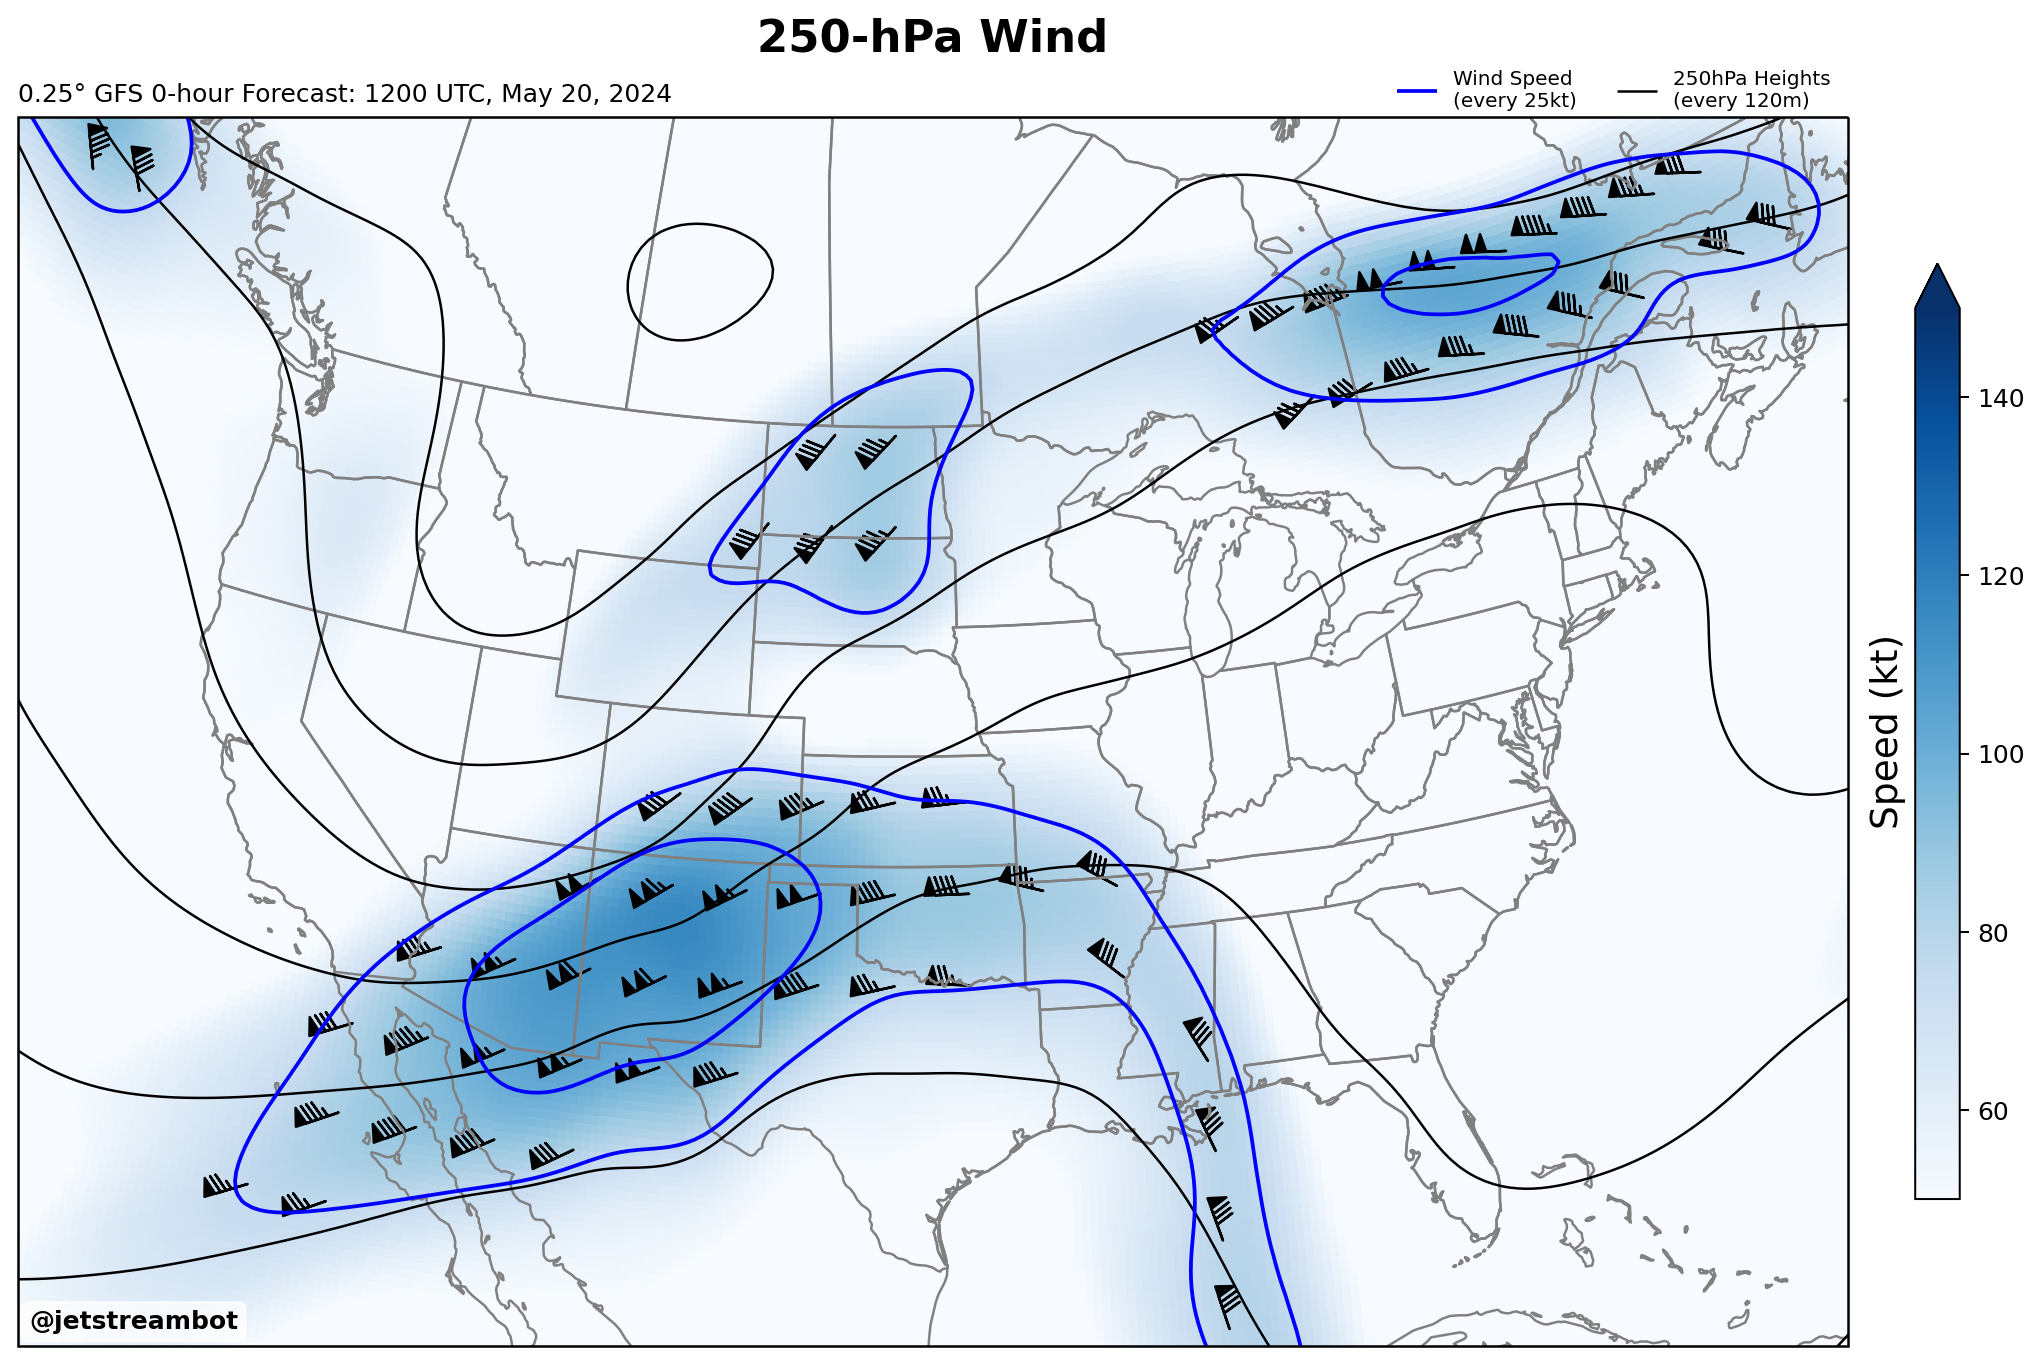 250-hPa Wind
0.25° GFS 0-hour Forecast: 1200 UTC, May 20, 2024
Wind Speed
(every 25kt)
250hPa Heights
(every 120m)
140
120
100
80
60
Speed (kt)
@jetstreambot